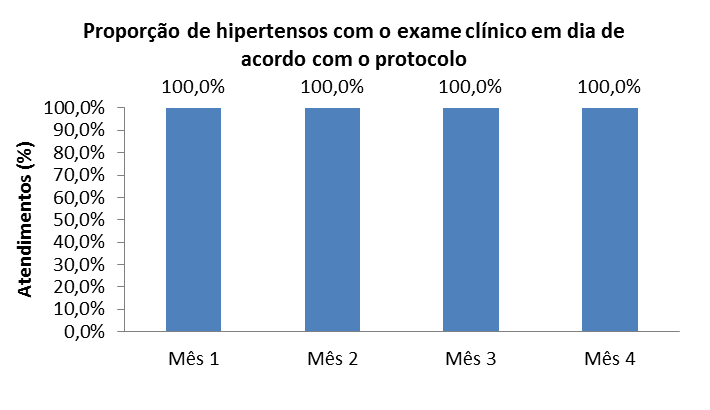 Proporção de hipertensos com o exame clínico em dia de
acordo com o protocolo
100,0% 100,0% 100,0% 100,0%
Atendimentos (%)
100,0%
90,0%
80,0%
70,0%
60,0%
50,0%
40,0%
30,0%
20,0%
10,0%
0,0%
Mês 1 Mês 2 Mês 3 Mês 4